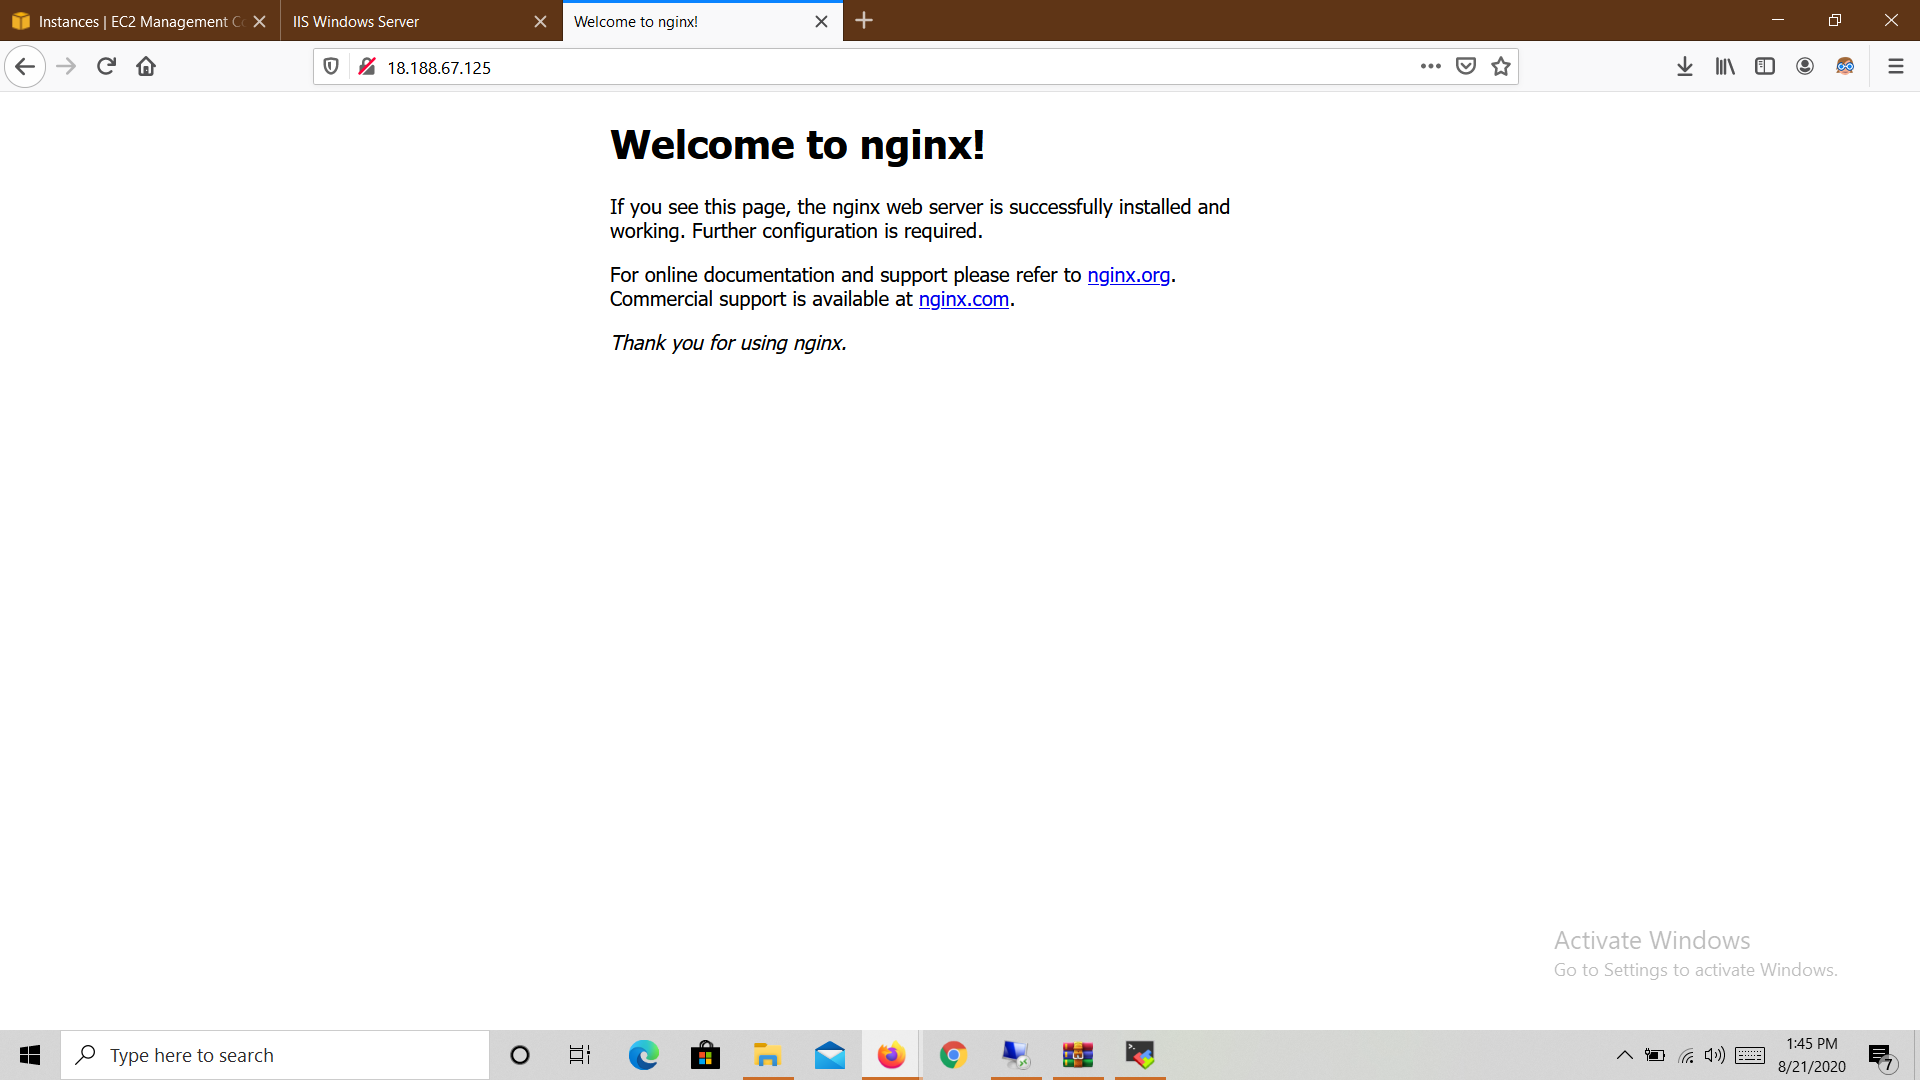 Instances | EC2 Management Co
IIS Windows Server
Welcome to nginx!
18.188.67.125
Welcome to nginx!
If you see this page, the nginx web server is successfully installed and
working. Further configuration is required.
For online documentation and support please refer to nginx.org.
Commercial support is available at nginx.com.
Thank you for using nginx.
Activate Windows
Go to Settings to activate Windows.
Type here to search
1:45 PM
8/21/2020
7